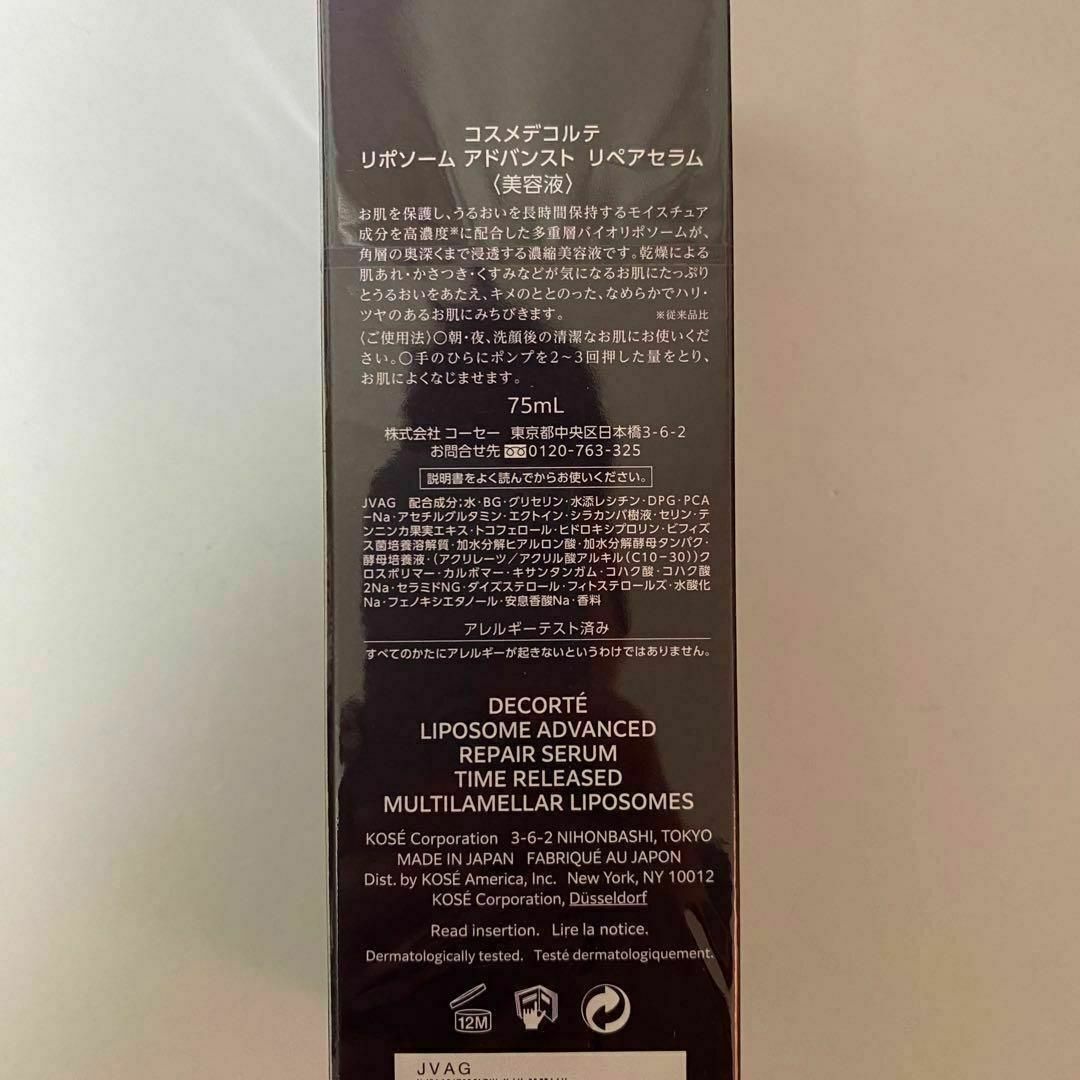 コスメデコルテ
リポソーム アドバンスト リペアセラム
〈美容液〉
お肌を保護し、うるおいを長時間保持するモイスチュア
成分を高濃度※に配合した多重層バイオリポソームが、
角層の奥深くまで浸透する濃縮美容液です。乾燥による
肌あれ・かさつき・くすみなどが気になるお肌にたっぷり
とうるおいをあたえ、キメのととのった、なめらかでハリ・
ツヤのあるお肌にみちびきます。 ※従来品比
〈ご使用法〉○朝・夜、洗顔後の清潔なお肌にお使いくだ
さい。○手のひらにポンプを2～3回押した量をとり、
お肌によくなじませます。
75mL
株式会社 コーセー 東京都中央区日本橋3-6-2
お問合せ先 0120-763-325
説明書をよく読んでからお使いください。
JVAG 配合成分；水・BG・グリセリン・水添レシチン・DPG・PCA
-Na・アセチルグルタミン・エクトイン・シラカンバ樹液・セリン・テ
ンニンカ果実エキス・トコフェロール・ヒドロキシプロリン・ビフィズ
ス菌培養溶解質・加水分解ヒアルロン酸・加水分解酵母タンパク・
酵母培養液・（アクリレーツ／アクリル酸アルキル（C10-30））ク
ロスポリマー・カルボマー・キサンタンガム・コハク酸・コハク酸
2Na・セラミドNG・ダイズステロール・フィトステロールズ・水酸化
Na・フェノキシエタノール・安息香酸Na・香料
アレルギーテスト済み
すべてのかたにアレルギーが起きないというわけではありません。
DECORTÉ
LIPOSOME ADVANCED
REPAIR SERUM
TIME RELEASED
MULTILAMELLAR LIPOSOMES
KOSÉ Corporation 3-6-2 NIHONBASHI, TOKYO
MADE IN JAPAN FABRIQUÉ AU JAPON
Dist. by KOSÉ America, Inc. New York, NY 10012
KOSÉ Corporation, Düsseldorf
Read insertion. Lire la notice.
Dermatologically tested. Testé dermatologiquement.
12M
JVAG